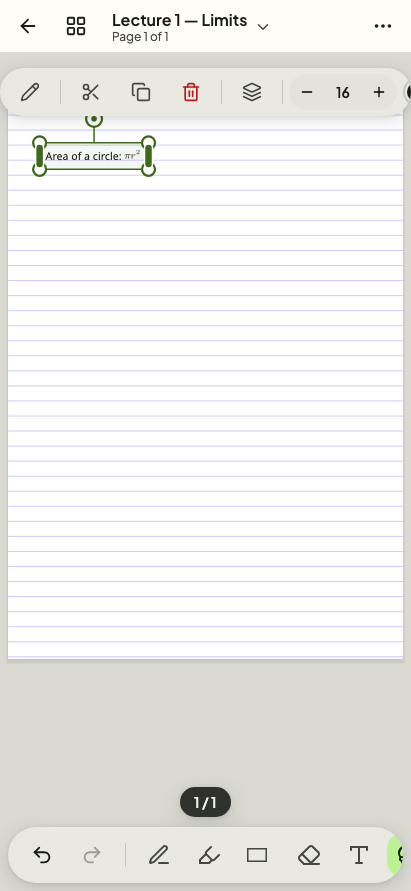 Lecture 1 — Limits
Page 1 of 1
16
Area of a circle: πr²
1/1